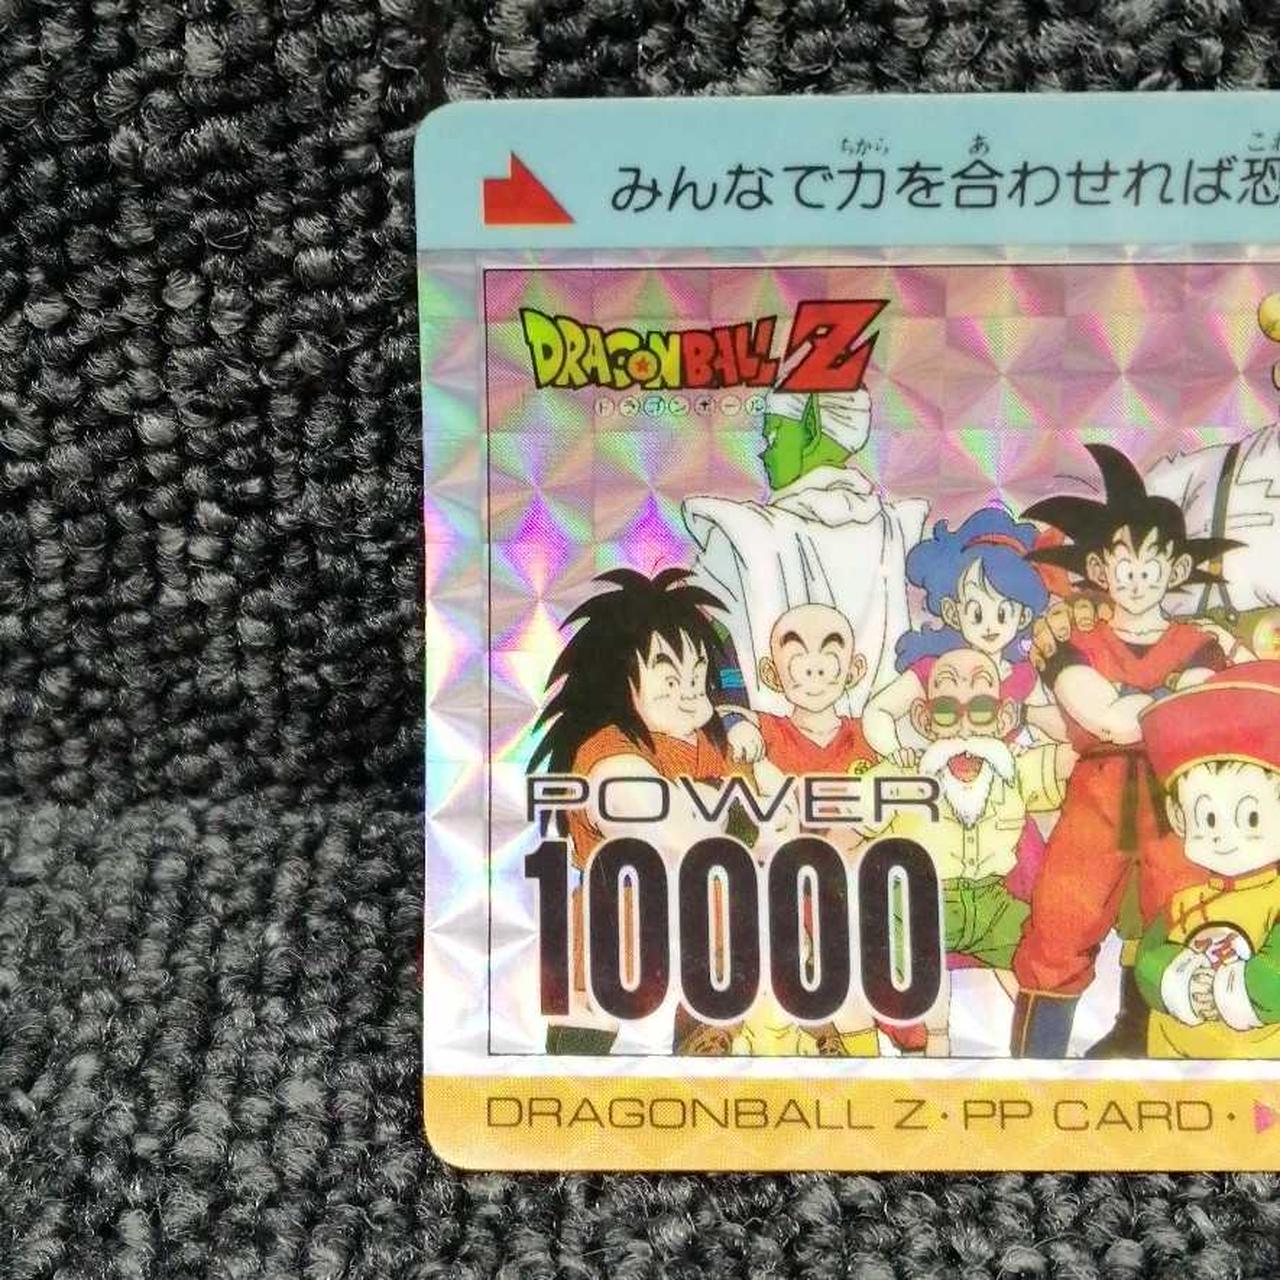 ちから あ こわ
みんなで力を合わせれば恐
DRAGONBALL Z
ドラゴンボール
POWER
10000
DRAGONBALL Z・PP CARD・